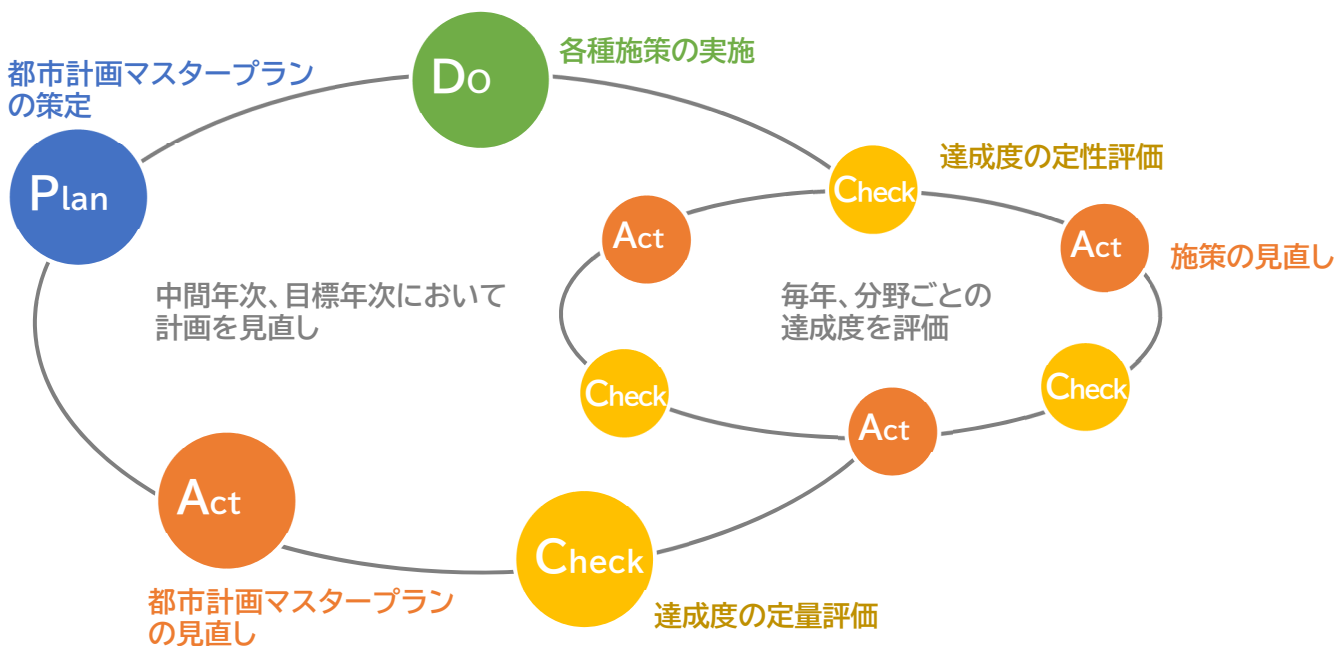 都市計画マスタープラン
の策定
Plan
Do
各種施策の実施
Check
達成度の定性評価
Act
Act
施策の見直し
中間年次、目標年次において
計画を見直し
毎年、分野ごとの
達成度を評価
Check
Check
Act
Act
Check
都市計画マスタープラン
の見直し
達成度の定量評価